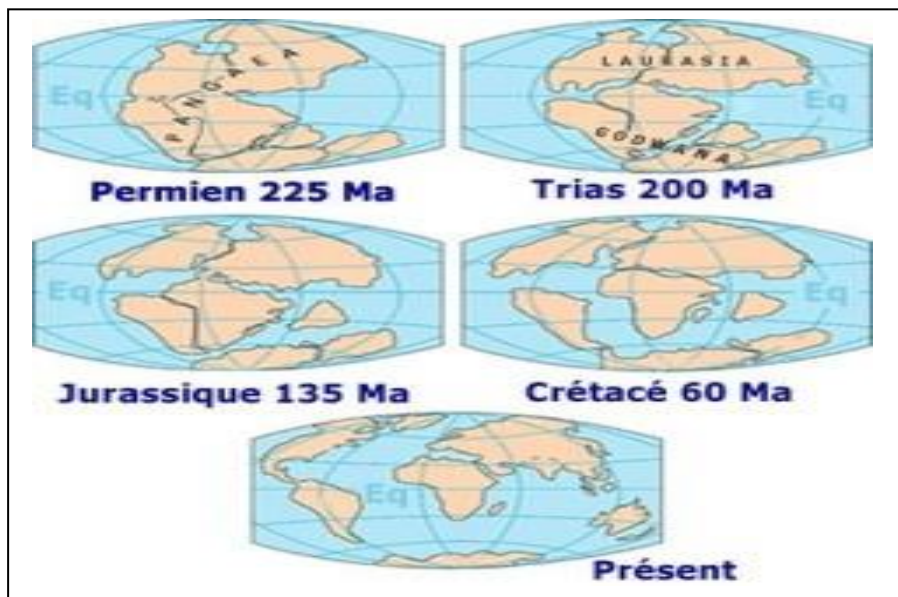 Eq
PANGAEA
Permien 225 Ma
LAURASIA
Eq
GODWANA
Trias 200 Ma
Eq
Jurassique 135 Ma
Eq
Crétacé 60 Ma
Eq
Présent